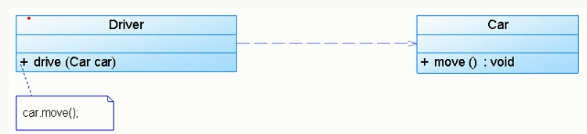 Driver
+ drive (Car car)
car.move();
Car
+ move () : void